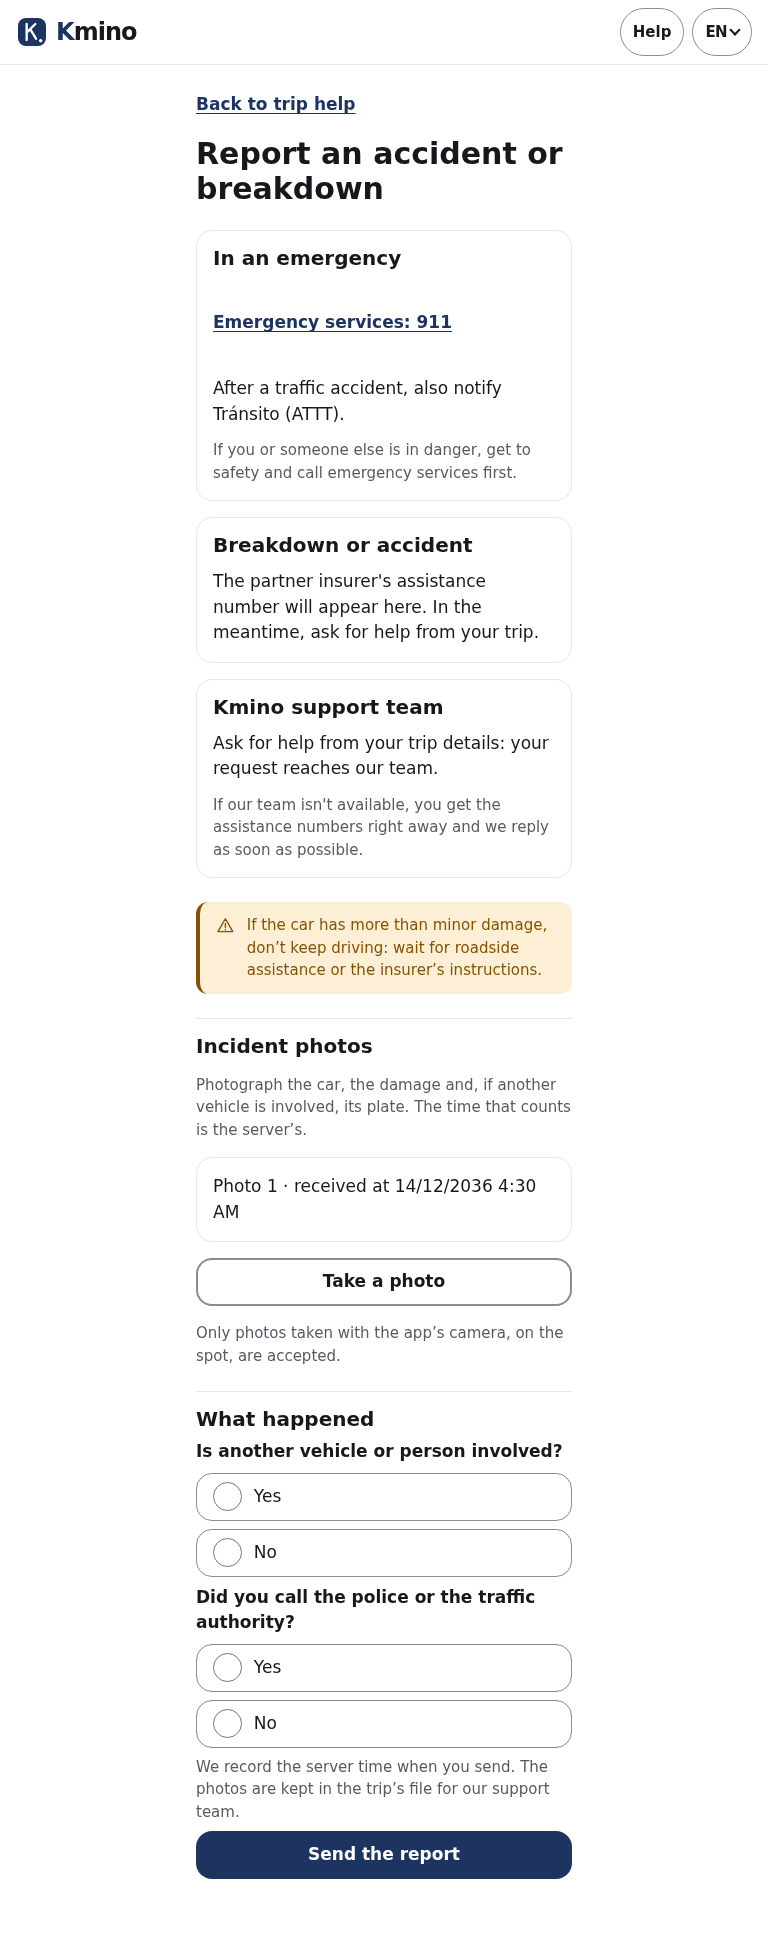 Kmino
Help
EN
Back to trip help
Report an accident or
breakdown
In an emergency
Emergency services: 911
After a traffic accident, also notify
Tránsito (ATTT).
If you or someone else is in danger, get to
safety and call emergency services first.
Breakdown or accident
The partner insurer's assistance
number will appear here. In the
meantime, ask for help from your trip.
Kmino support team
Ask for help from your trip details: your
request reaches our team.
If our team isn't available, you get the
assistance numbers right away and we reply
as soon as possible.
If the car has more than minor damage,
don’t keep driving: wait for roadside
assistance or the insurer’s instructions.
Incident photos
Photograph the car, the damage and, if another
vehicle is involved, its plate. The time that counts
is the server’s.
Photo 1 · received at 14/12/2036 4:30
AM
Take a photo
Only photos taken with the app’s camera, on the
spot, are accepted.
What happened
Is another vehicle or person involved?
Yes
No
Did you call the police or the traffic
authority?
Yes
No
We record the server time when you send. The
photos are kept in the trip’s file for our support
team.
Send the report